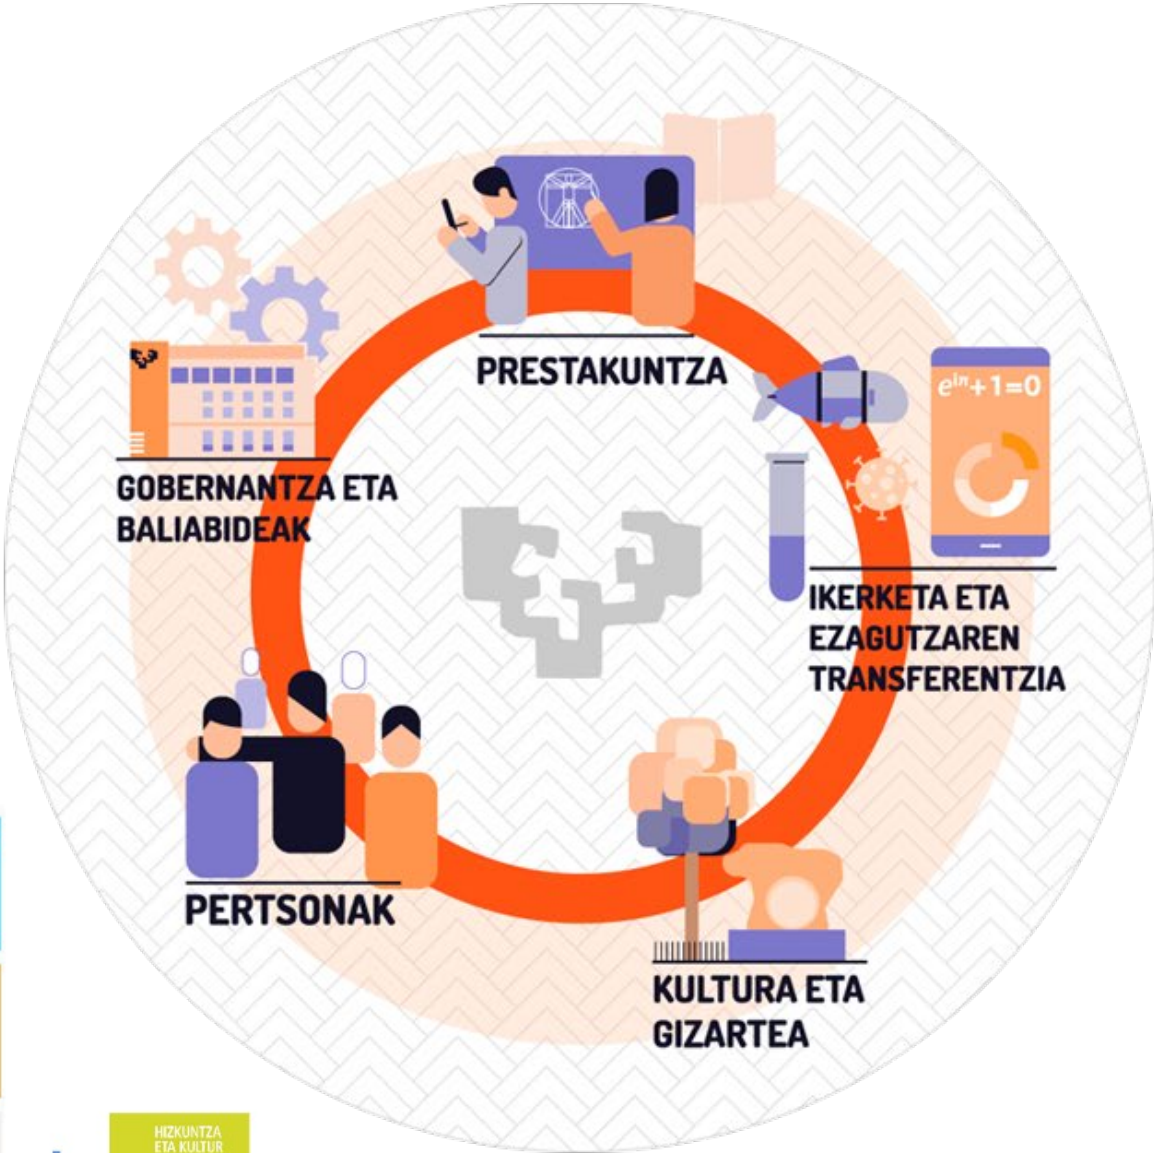 PRESTAKUNTZA
GOBERNANTZA ETA
BALIABIDEAK
e^{iπ}+1=0
IKERKETA ETA
EZAGUTZAREN
TRANSFERENTZIA
PERTSONAK
KULTURA ETA
GIZARTEA
HIZKUNTZA
ETA KULTUR